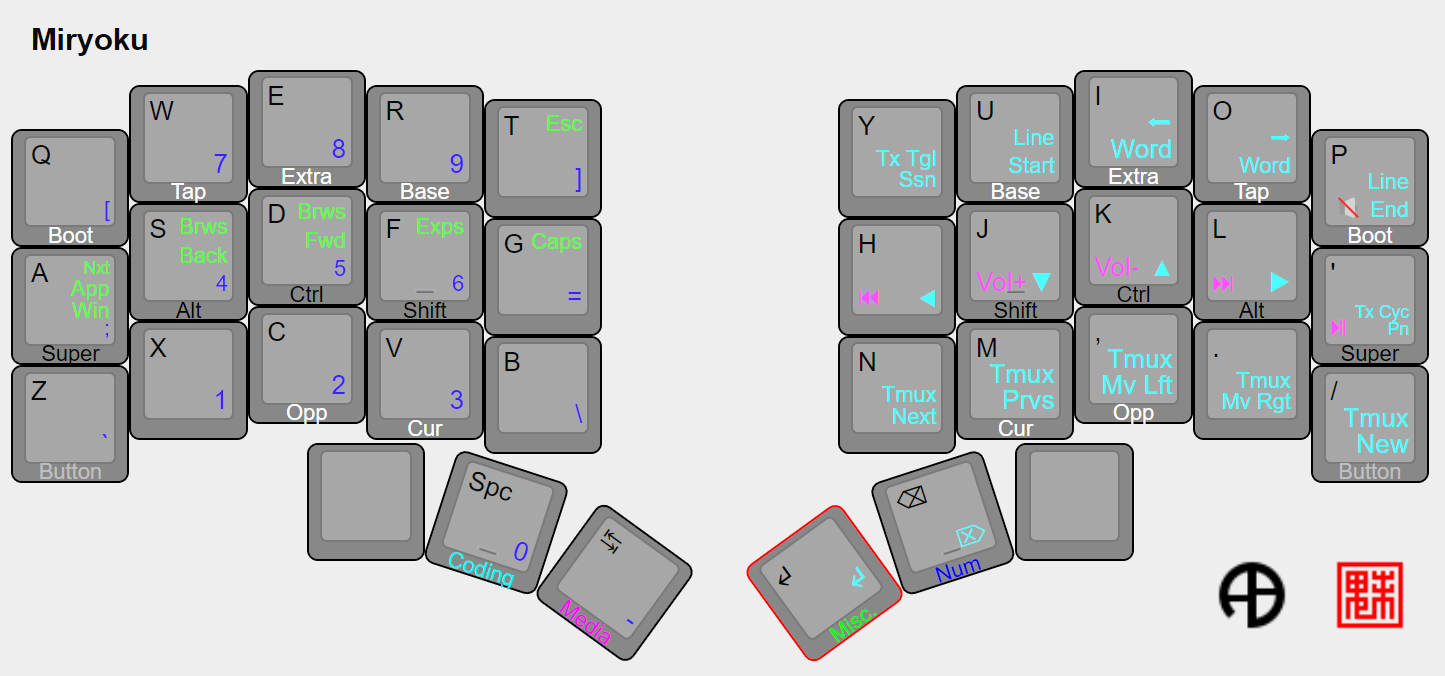 Miryoku
Q
[
Boot
W
7
Tap
E
8
Extra
R
9
Base
T
Esc
]
Y
Tx Tgl
Ssn
U
Line
Start
Base
I
Word
Extra
O
Word
Tap
P
Line
End
Boot
A
Nxt
App
Win
;
Super
S
Brws
Back
4
Alt
D
Brws
Fwd
5
Ctrl
F
Exps
6
Shift
G
Caps
=
H
J
Vol+
Shift
K
Vol-
Ctrl
L
Alt
'
Tx Cyc
Pn
Super
Z
`
Button
X
1
C
2
Opp
V
3
Cur
B
\
N
Tmux
Next
M
Tmux
Prvs
Cur
,
Tmux
Mv Lft
Opp
.
Tmux
Mv Rgt
/
Tmux
New
Button
Spc
0
Coding
-
Media
Misc.
Num